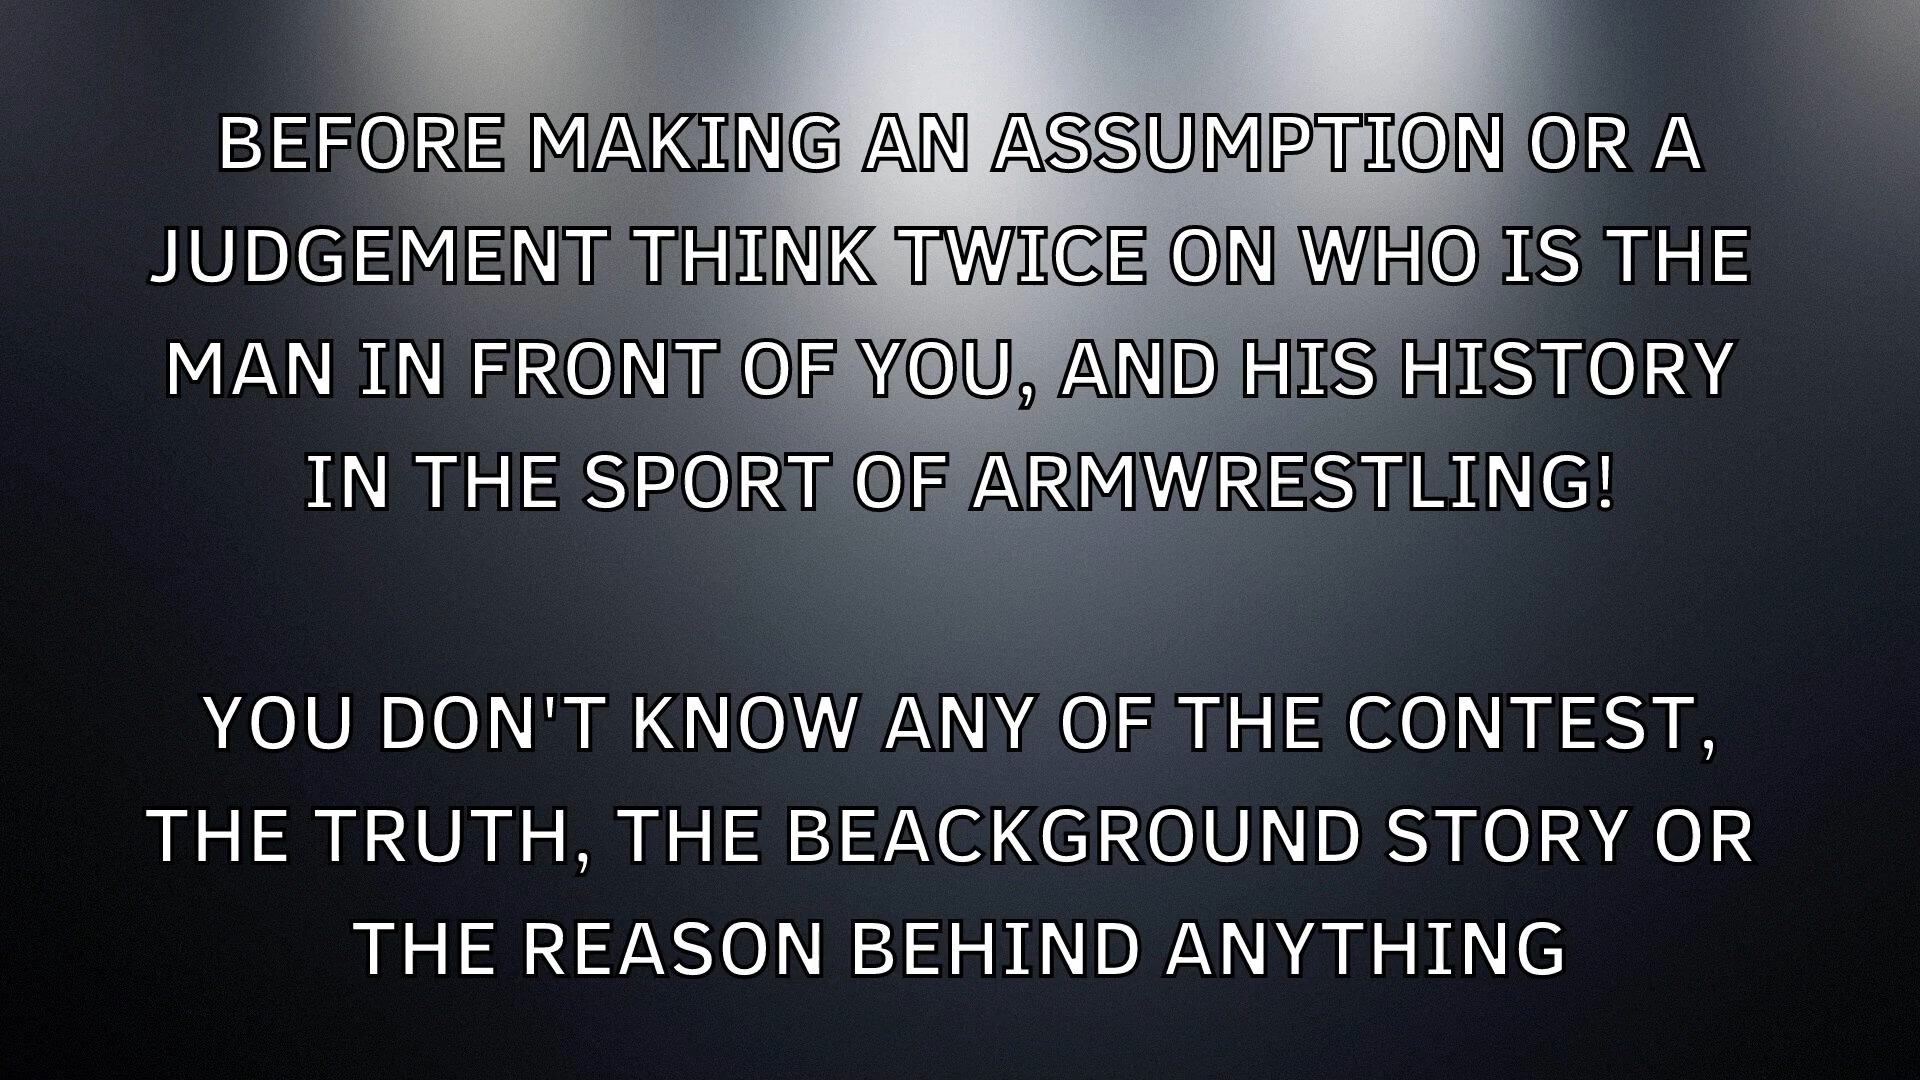 BEFORE MAKING AN ASSUMPTION OR A
JUDGEMENT THINK TWICE ON WHO IS THE
MAN IN FRONT OF YOU, AND HIS HISTORY
IN THE SPORT OF ARMWRESTLING!
YOU DON'T KNOW ANY OF THE CONTEST,
THE TRUTH, THE BEACKGROUND STORY OR
THE REASON BEHIND ANYTHING